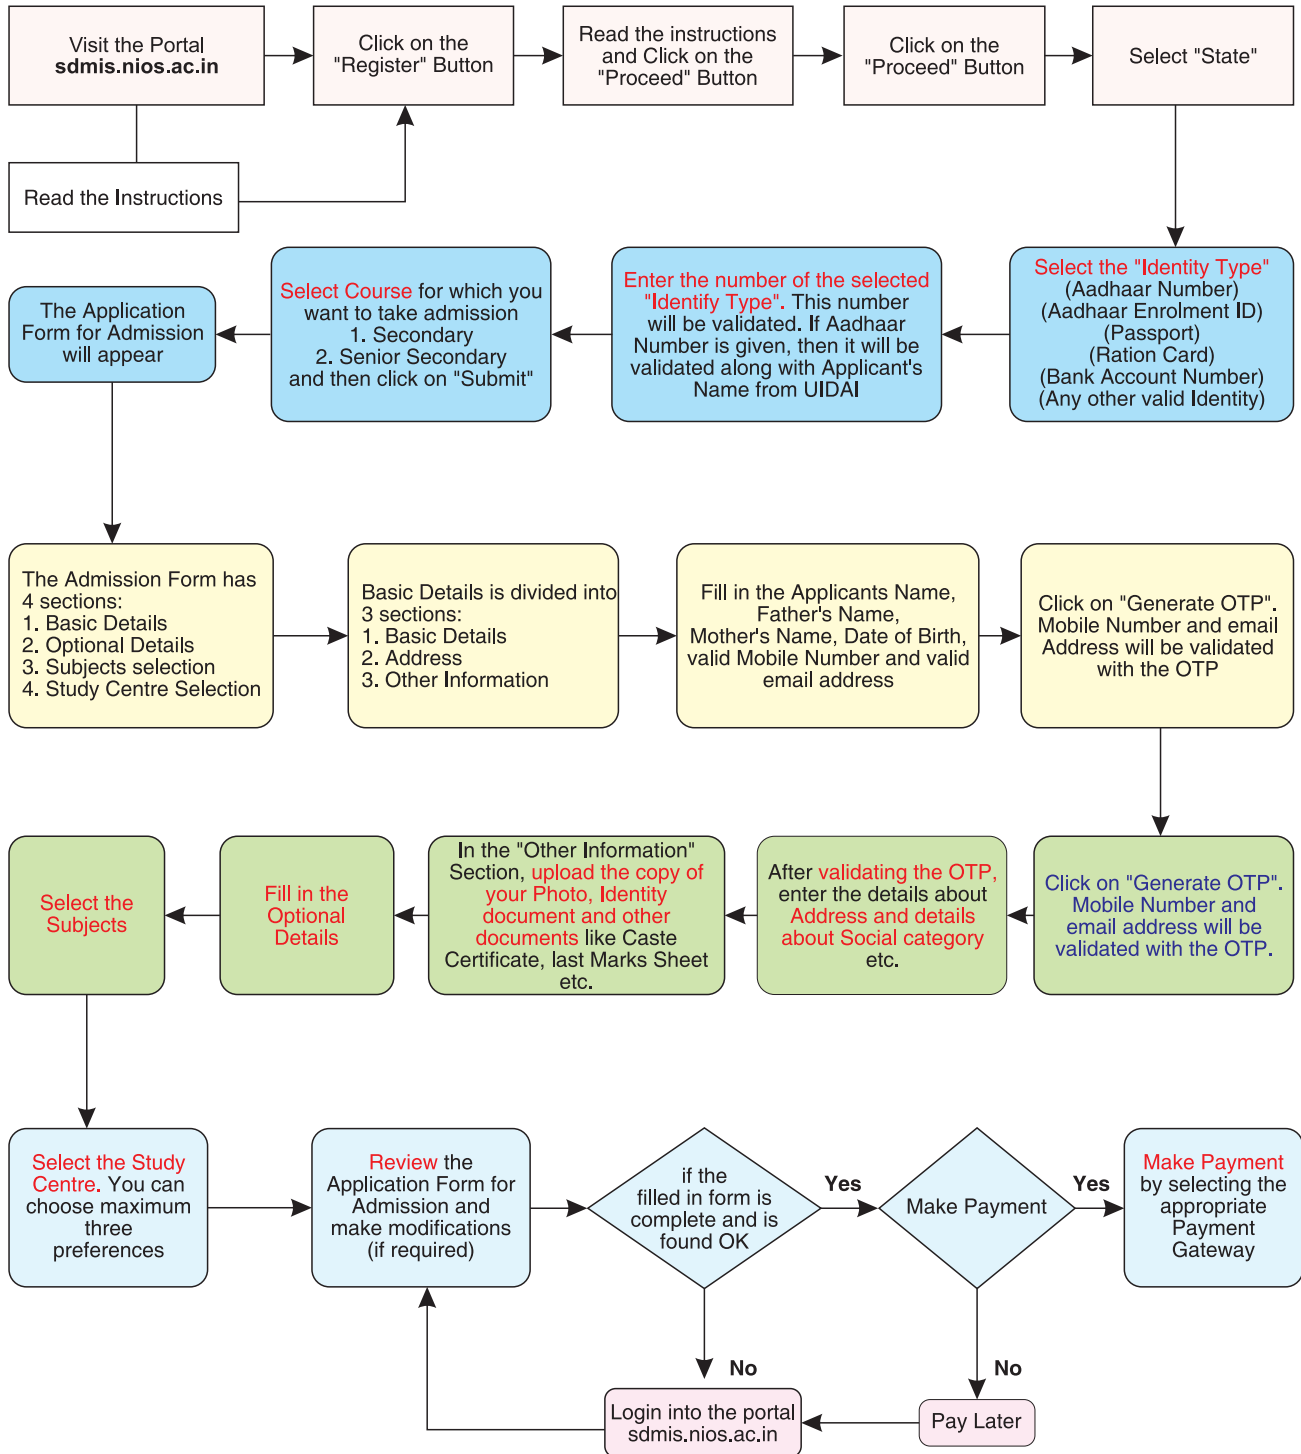 Visit the Portal
sdmis.nios.ac.in
Click on the
"Register" Button
Read the instructions
and Click on the
"Proceed" Button
Click on the
"Proceed" Button
Select "State"
Read the Instructions
Select the "Identity Type"
(Aadhaar Number)
(Aadhaar Enrolment ID)
(Passport)
(Ration Card)
(Bank Account Number)
(Any other valid Identity)
Enter the number of the selected
"Identify Type". This number
will be validated. If Aadhaar
Number is given, then it will be
validated along with Applicant's
Name from UIDAI
Select Course for which you
want to take admission
1. Secondary
2. Senior Secondary
and then click on "Submit"
The Application
Form for Admission
will appear
The Admission Form has
4 sections:
1. Basic Details
2. Optional Details
3. Subjects selection
4. Study Centre Selection
Basic Details is divided into
3 sections:
1. Basic Details
2. Address
3. Other Information
Fill in the Applicants Name,
Father's Name,
Mother's Name, Date of Birth,
valid Mobile Number and valid
email address
Click on "Generate OTP".
Mobile Number and email
Address will be validated
with the OTP
Click on "Generate OTP".
Mobile Number and
email address will be
validated with the OTP.
After validating the OTP,
enter the details about
Address and details
about Social category
etc.
In the "Other Information"
Section, upload the copy of
your Photo, Identity
document and other
documents like Caste
Certificate, last Marks Sheet
etc.
Fill in the
Optional
Details
Select the
Subjects
Select the Study
Centre. You can
choose maximum
three
preferences
Review the
Application Form for
Admission and
make modifications
(if required)
if the
filled in form is
complete and is
found OK
Yes
Make Payment
Yes
Make Payment
by selecting the
appropriate
Payment
Gateway
No
No
Login into the portal
sdmis.nios.ac.in
Pay Later